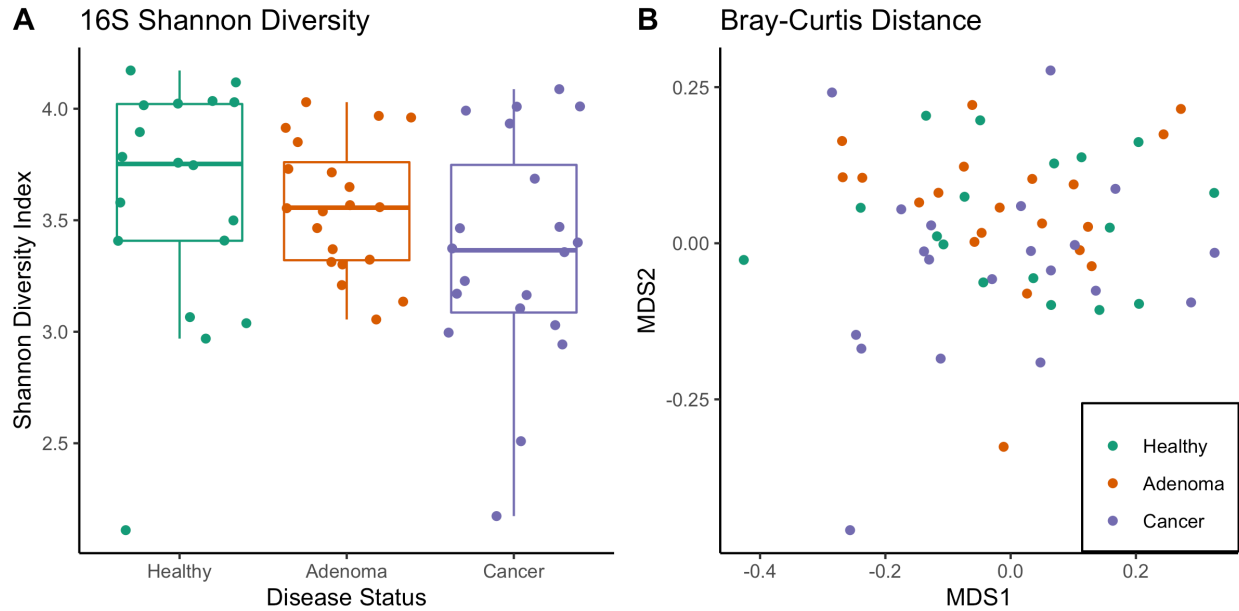 A 16S Shannon Diversity
Shannon Diversity Index
4.0
3.5
3.0
2.5
Healthy Adenoma Cancer
Disease Status
B Bray-Curtis Distance
MDS2
0.25
0.00
-0.25
-0.4 -0.2 0.0 0.2
MDS1
Healthy
Adenoma
Cancer